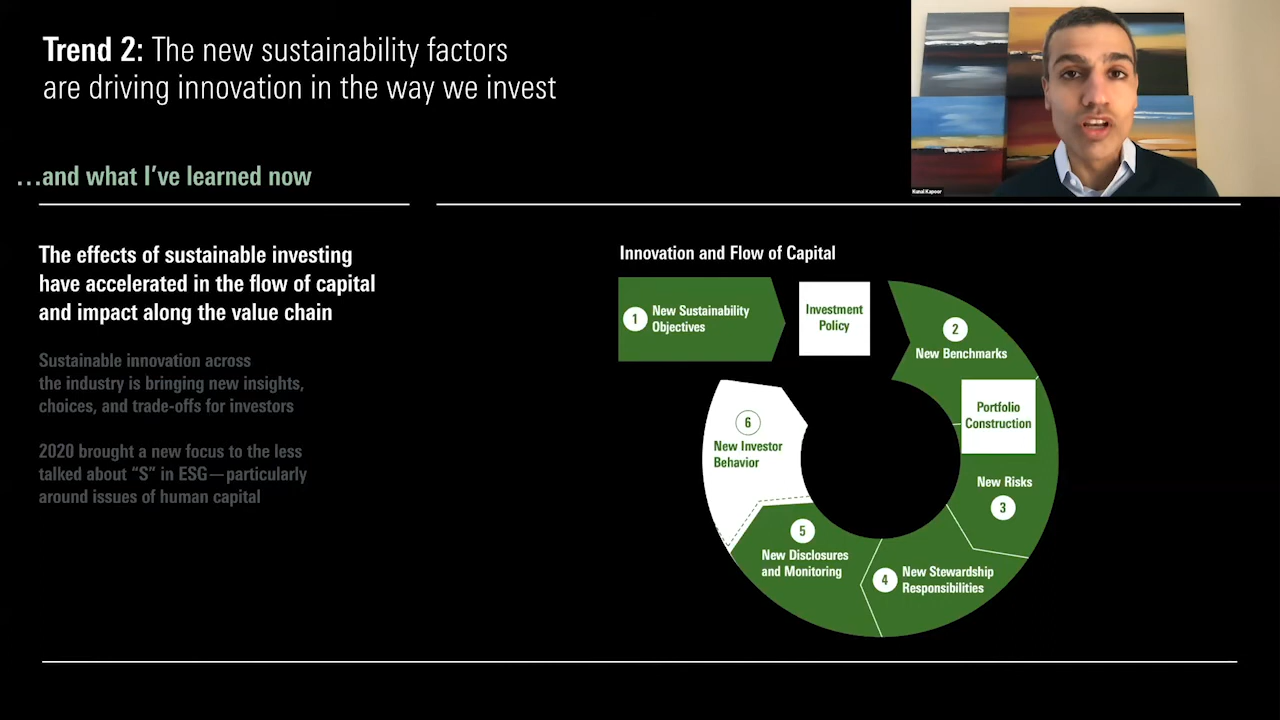 Trend 2: The new sustainability factors
are driving innovation in the way we invest
Kunal Kapoor
…and what I’ve learned now
The effects of sustainable investing
have accelerated in the flow of capital
and impact along the value chain
Sustainable innovation across
the industry is bringing new insights,
choices, and trade-offs for investors
2020 brought a new focus to the less
talked about “S” in ESG—particularly
around issues of human capital
Innovation and Flow of Capital
1 New Sustainability
Objectives
Investment
Policy
2
New Benchmarks
Portfolio
Construction
New Risks
3
4 New Stewardship
Responsibilities
5
New Disclosures
and Monitoring
6
New Investor
Behavior